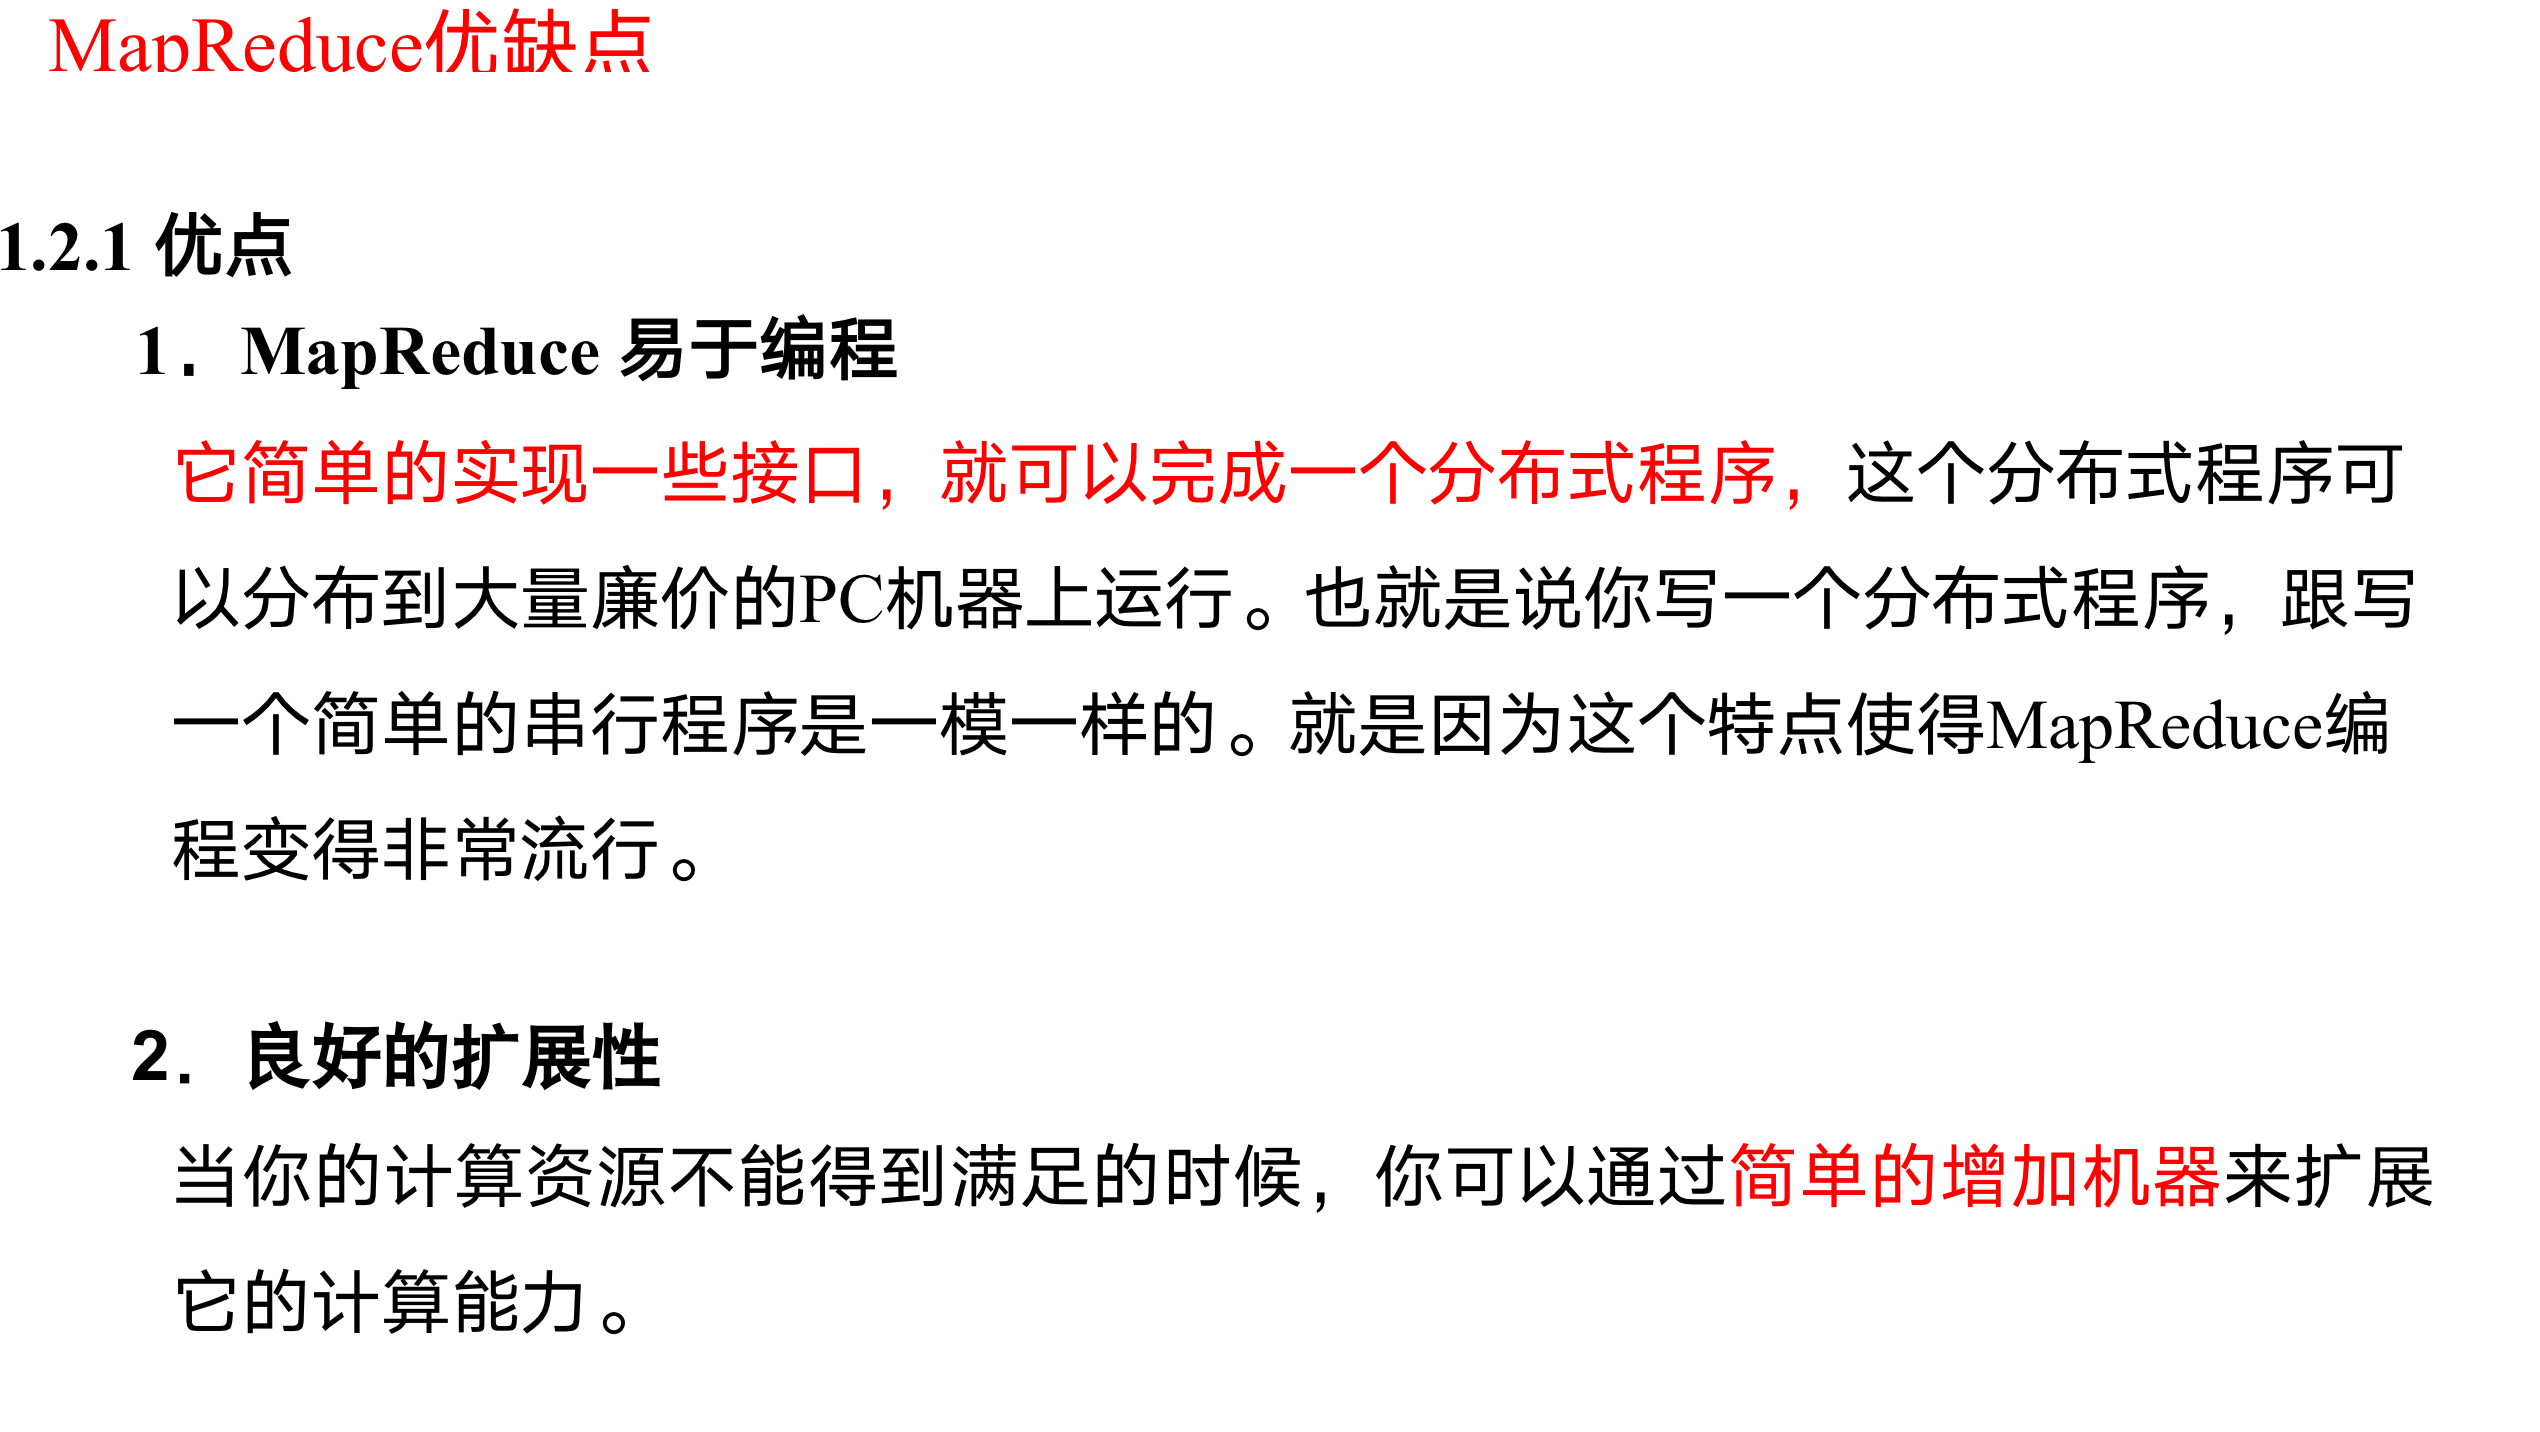 MapReduce优缺点
1.2.1 优点
1．MapReduce 易于编程
它简单的实现一些接口，就可以完成一个分布式程序，这个分布式程序可
以分布到大量廉价的PC机器上运行。也就是说你写一个分布式程序，跟写
一个简单的串行程序是一模一样的。就是因为这个特点使得MapReduce编
程变得非常流行。
2．良好的扩展性
当你的计算资源不能得到满足的时候，你可以通过简单的增加机器来扩展
它的计算能力。